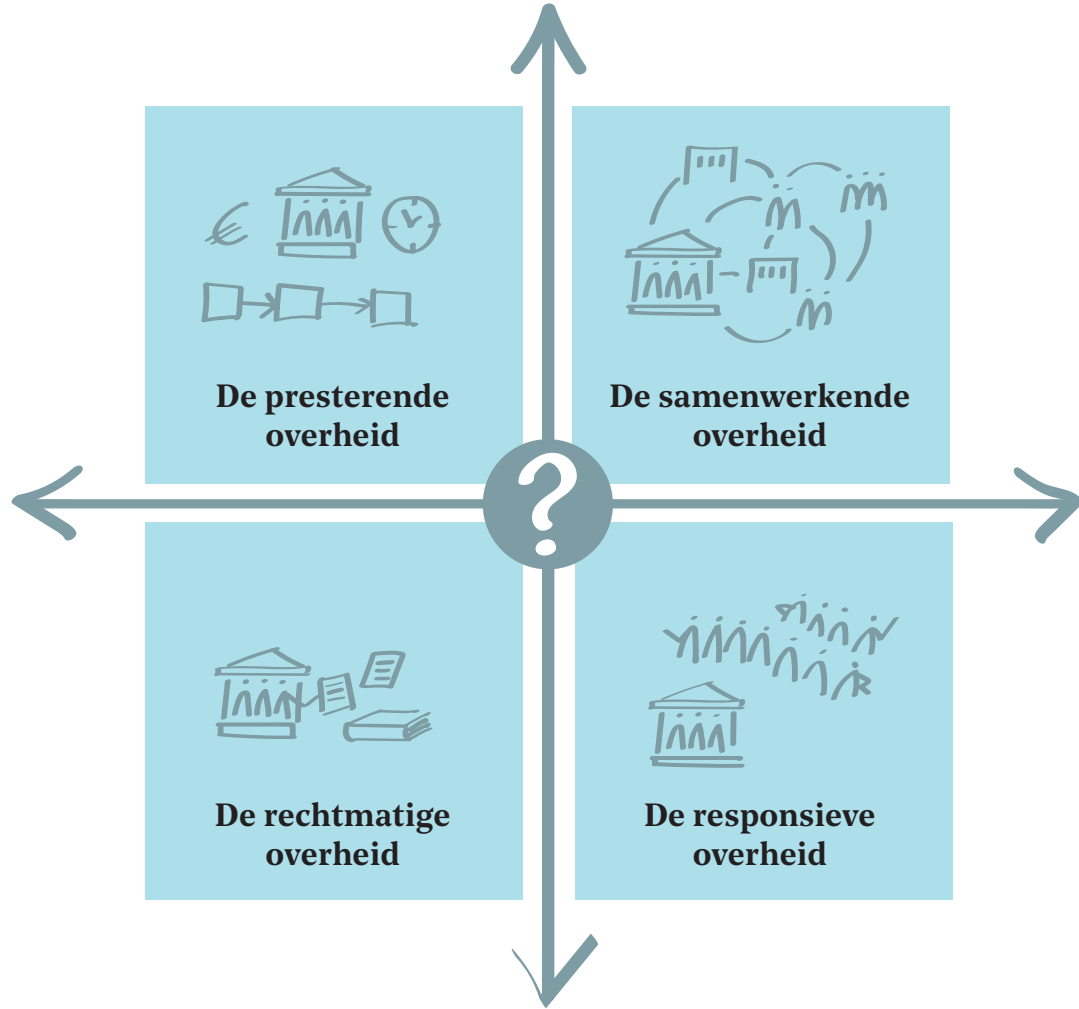 De presterende
overheid
De samenwerkende
overheid
?
De rechtmatige
overheid
De responsieve
overheid